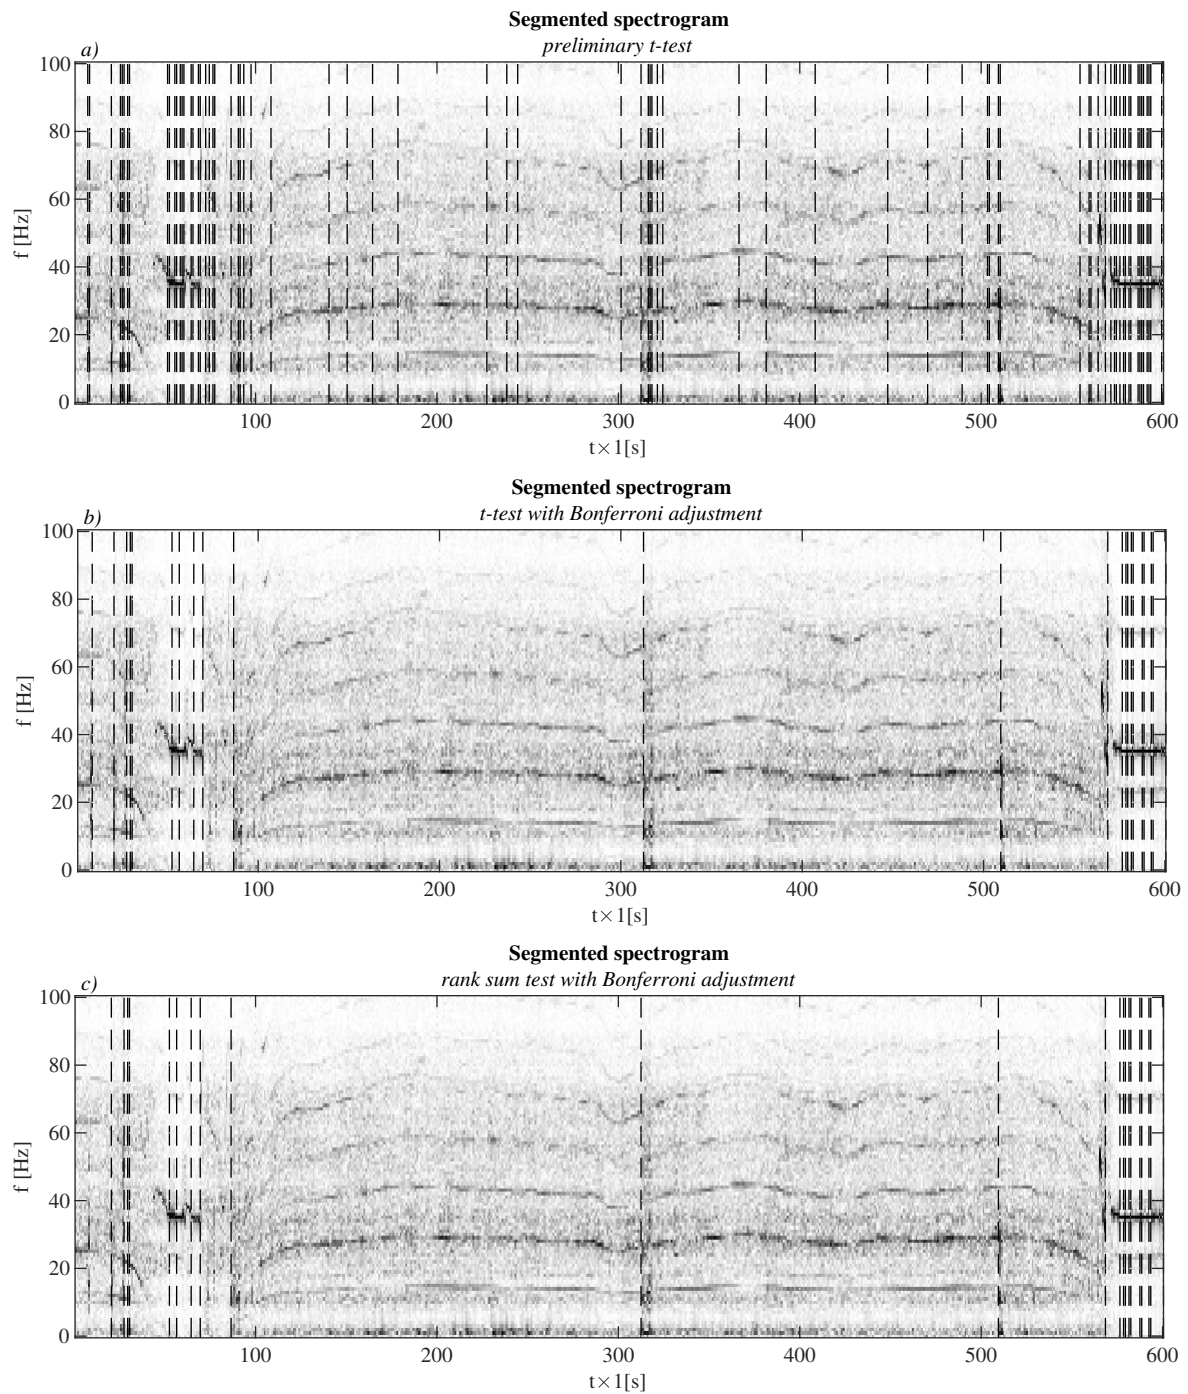 Segmented spectrogram
preliminary t-test
a)
100
80
60
40
20
0
f [Hz]
100 200 300 400 500 600
t×1[s]
Segmented spectrogram
t-test with Bonferroni adjustment
b)
100
80
60
40
20
0
f [Hz]
100 200 300 400 500 600
t×1[s]
Segmented spectrogram
rank sum test with Bonferroni adjustment
c)
100
80
60
40
20
0
f [Hz]
100 200 300 400 500 600
t×1[s]